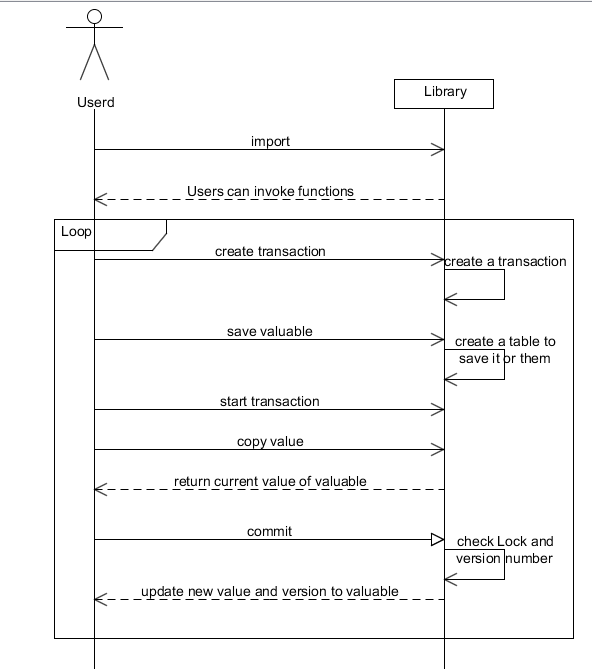 Userd
Library
import
Users can invoke functions
Loop
create transaction
create a transaction
save valuable
create a table to
save it or them
start transaction
copy value
return current value of valuable
commit
check Lock and
version number
update new value and version to valuable